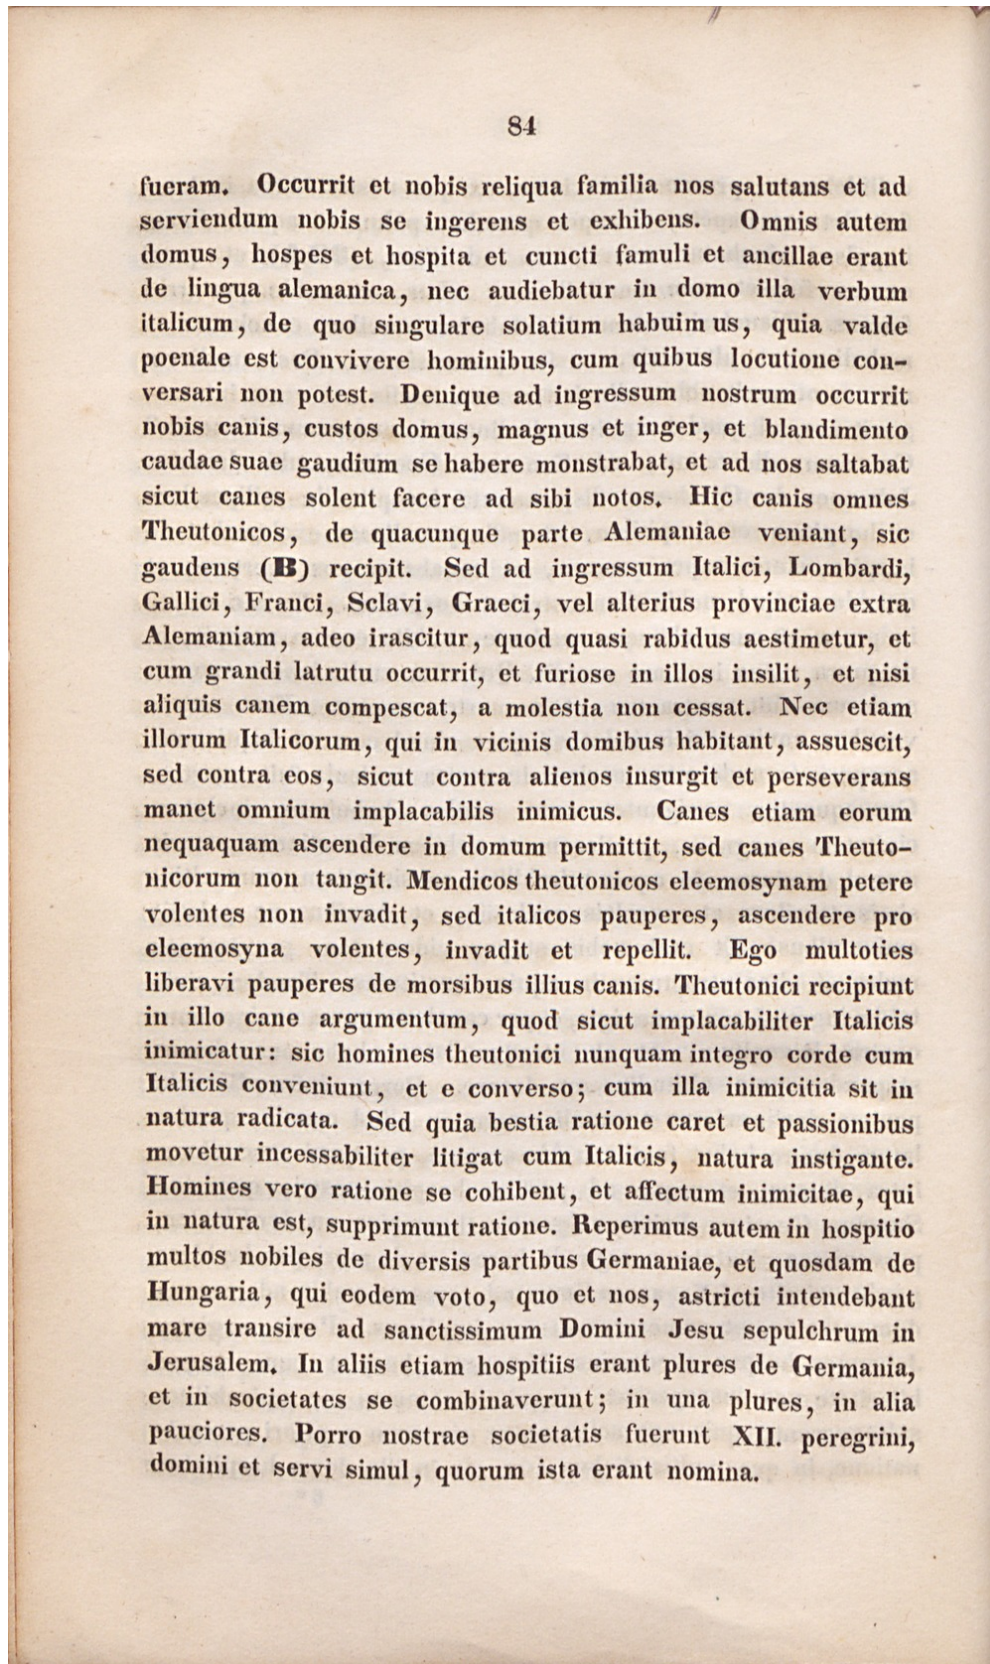 84
fueram. Occurrit et nobis reliqua familia nos salutans et ad
serviendum nobis se ingerens et exhibens. Omnis autem
domus, hospes et hospita et cuncti famuli et ancillae erant
de lingua alemanica, nec audiebatur in domo illa verbum
italicum, de quo singulare solatium habuim us, quia valde
poenale est convivere hominibus, cum quibus locutione con-
versari non potest. Denique ad ingressum nostrum occurrit
nobis canis, custos domus, magnus et inger, et blandimento
caudae suae gaudium se habere monstrabat, et ad nos saltabat
sicut canes solent facere ad sibi notos. Hic canis omnes
Theutonicos, de quacunque parte Alemaniae veniant, sic
gaudens (B) recipit. Sed ad ingressum Italici, Lombardi,
Gallici, Franci, Sclavi, Graeci, vel alterius provinciae extra
Alemaniam, adeo irascitur, quod quasi rabidus aestimetur, et
cum grandi latrutu occurrit, et furiose in illos insilit, et nisi
aliquis canem compescat, a molestia non cessat. Nec etiam
illorum Italicorum, qui in vicinis domibus habitant, assuescit,
sed contra eos, sicut contra alienos insurgit et perseverans
manet omnium implacabilis inimicus. Canes etiam eorum
nequaquam ascendere in domum permittit, sed canes Theuto-
nicorum non tangit. Mendicos theutonicos eleemosynam petere
volentes non invadit, sed italicos pauperes, ascendere pro
eleemosyna volentes, invadit et repellit. Ego multoties
liberavi pauperes de morsibus illius canis. Theutonici recipiunt
in illo cane argumentum, quod sicut implacabiliter Italicis
inimicatur: sic homines theutonici nunquam integro corde cum
Italicis conveniunt, et e converso; cum illa inimicitia sit in
natura radicata. Sed quia bestia ratione caret et passionibus
movetur incessabiliter litigat cum Italicis, natura instigante.
Homines vero ratione se cohibent, et affectum inimicitae, qui
in natura est, supprimunt ratione. Reperimus autem in hospitio
multos nobiles de diversis partibus Germaniae, et quosdam de
Hungaria, qui eodem voto, quo et nos, astricti intendebant
mare transire ad sanctissimum Domini Jesu sepulchrum in
Jerusalem. In aliis etiam hospitiis erant plures de Germania,
et in societates se combinaverunt; in una plures, in alia
pauciores. Porro nostrae societatis fuerunt XII. peregrini,
domini et servi simul, quorum ista erant nomina.